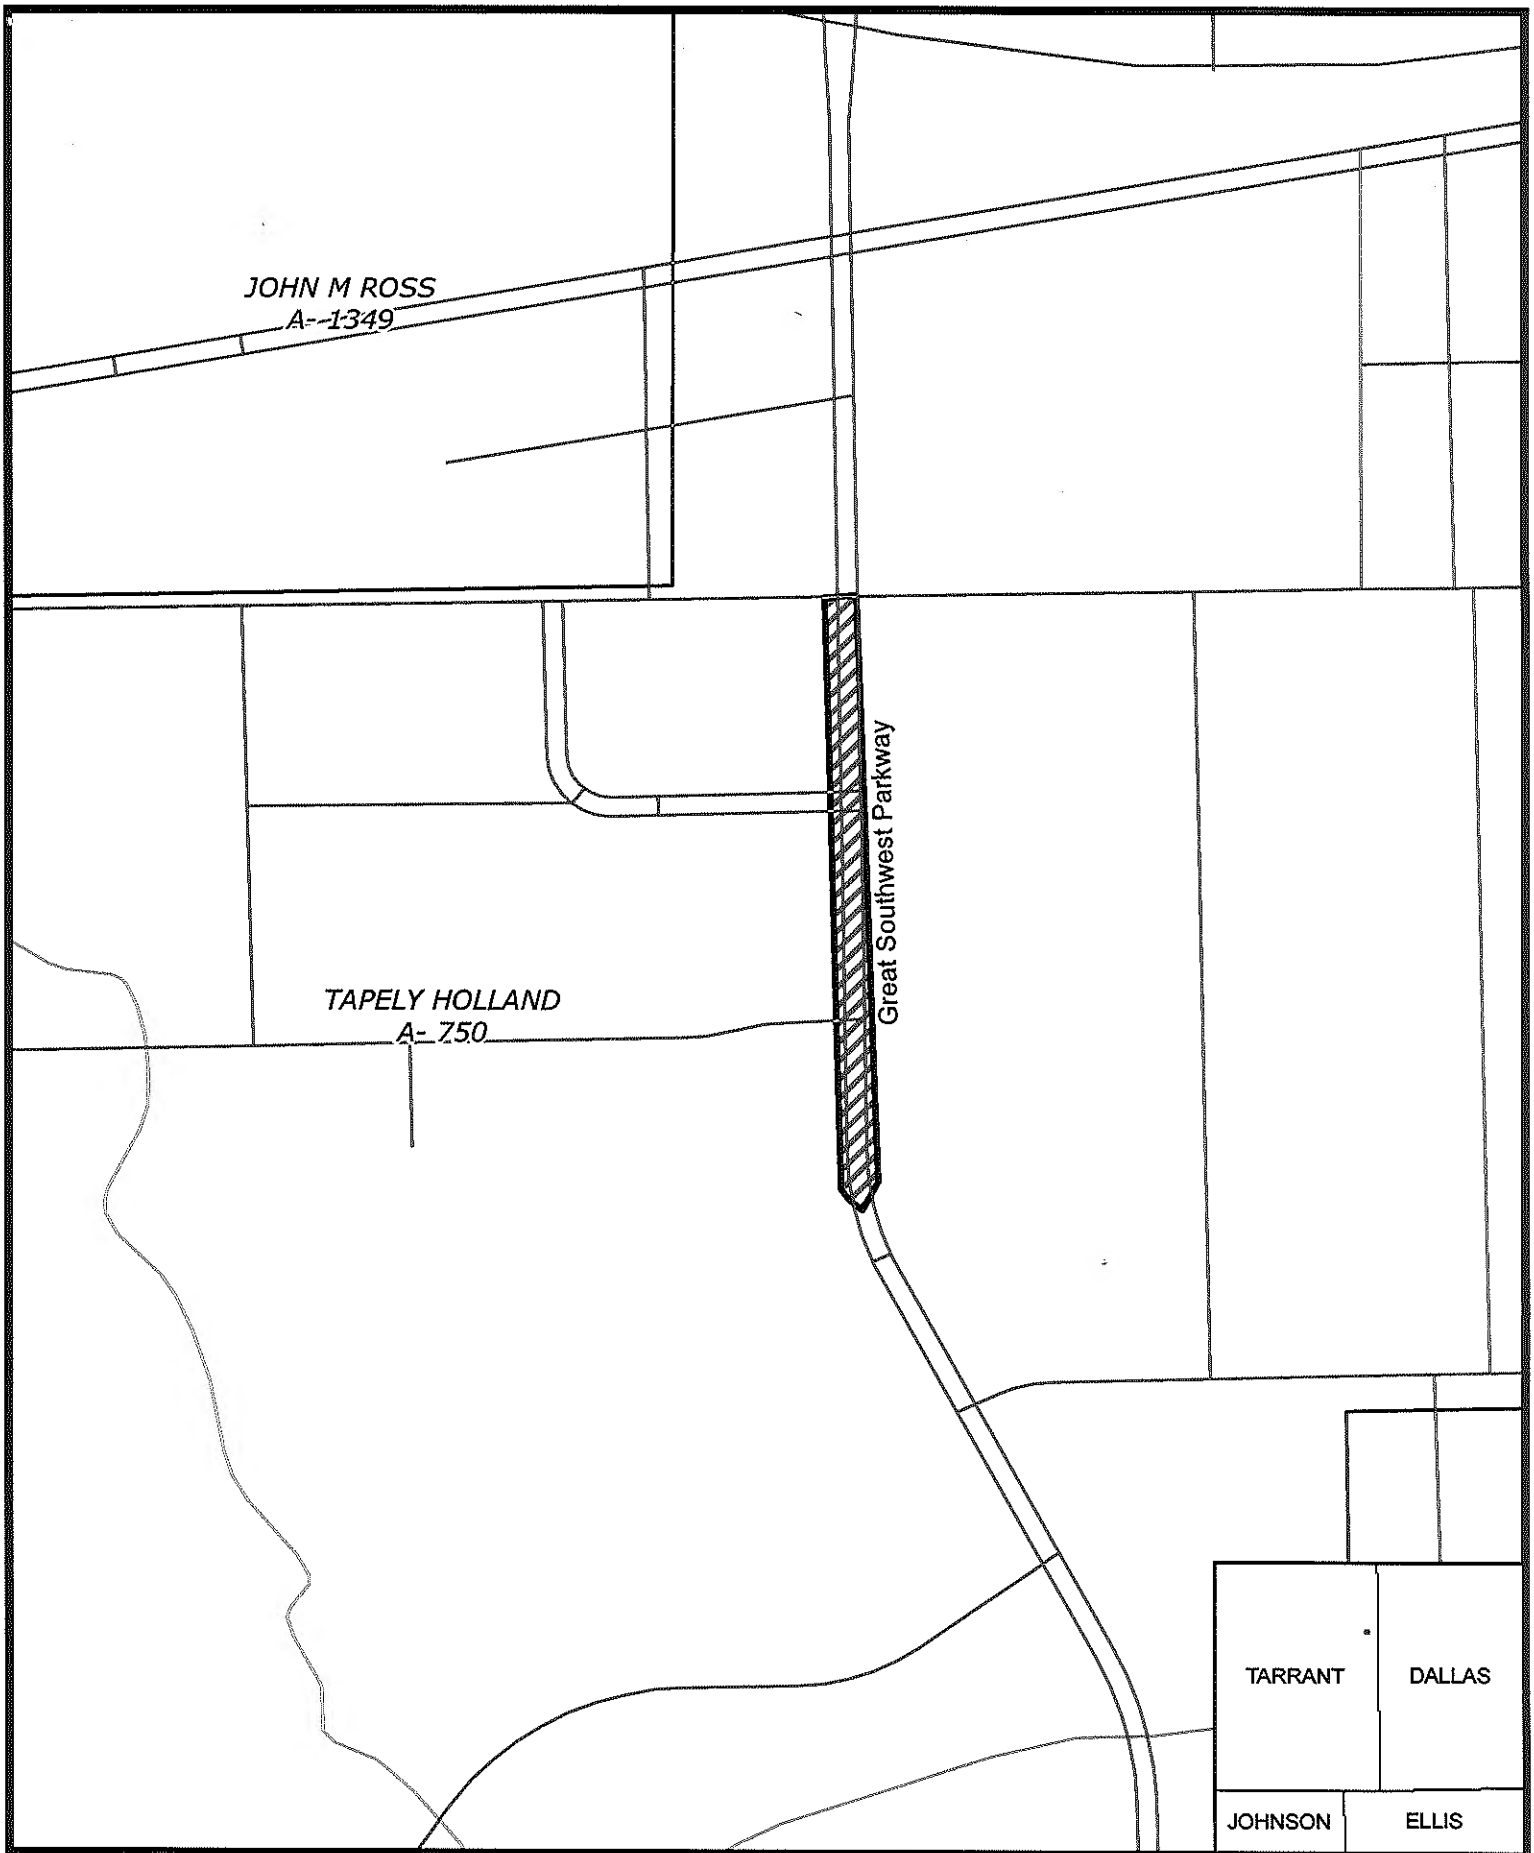 JOHN M ROSS
A- 1349
Great Southwest Parkway
TAPELY HOLLAND
A- 750
TARRANT
DALLAS
JOHNSON
ELLIS